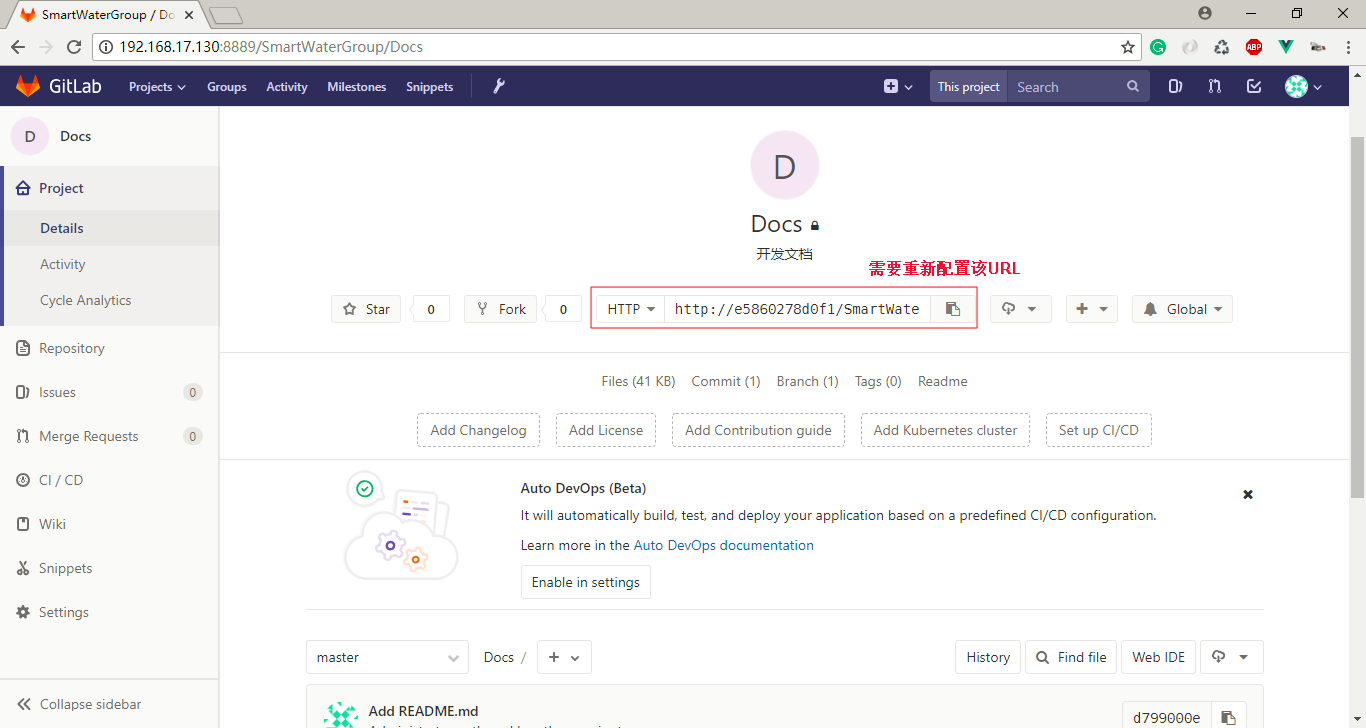 SmartWaterGroup / Do
192.168.17.130:8889/SmartWaterGroup/Docs
ABP
GitLab Projects Groups Activity Milestones Snippets This project Search
D Docs
Project
Details
Activity
Cycle Analytics
Repository
Issues 0
Merge Requests 0
CI / CD
Wiki
Snippets
Settings
Collapse sidebar
D
Docs
开发文档
需要重新配置该URL
Star 0 Fork 0 HTTP http://e5860278d0f1/SmartWate Global
Files (41 KB) Commit (1) Branch (1) Tags (0) Readme
Add Changelog Add License Add Contribution guide Add Kubernetes cluster Set up CI/CD
Auto DevOps (Beta)
It will automatically build, test, and deploy your application based on a predefined CI/CD configuration.
Learn more in the Auto DevOps documentation
Enable in settings
master Docs / History Find file Web IDE
Add README.md
d799000e